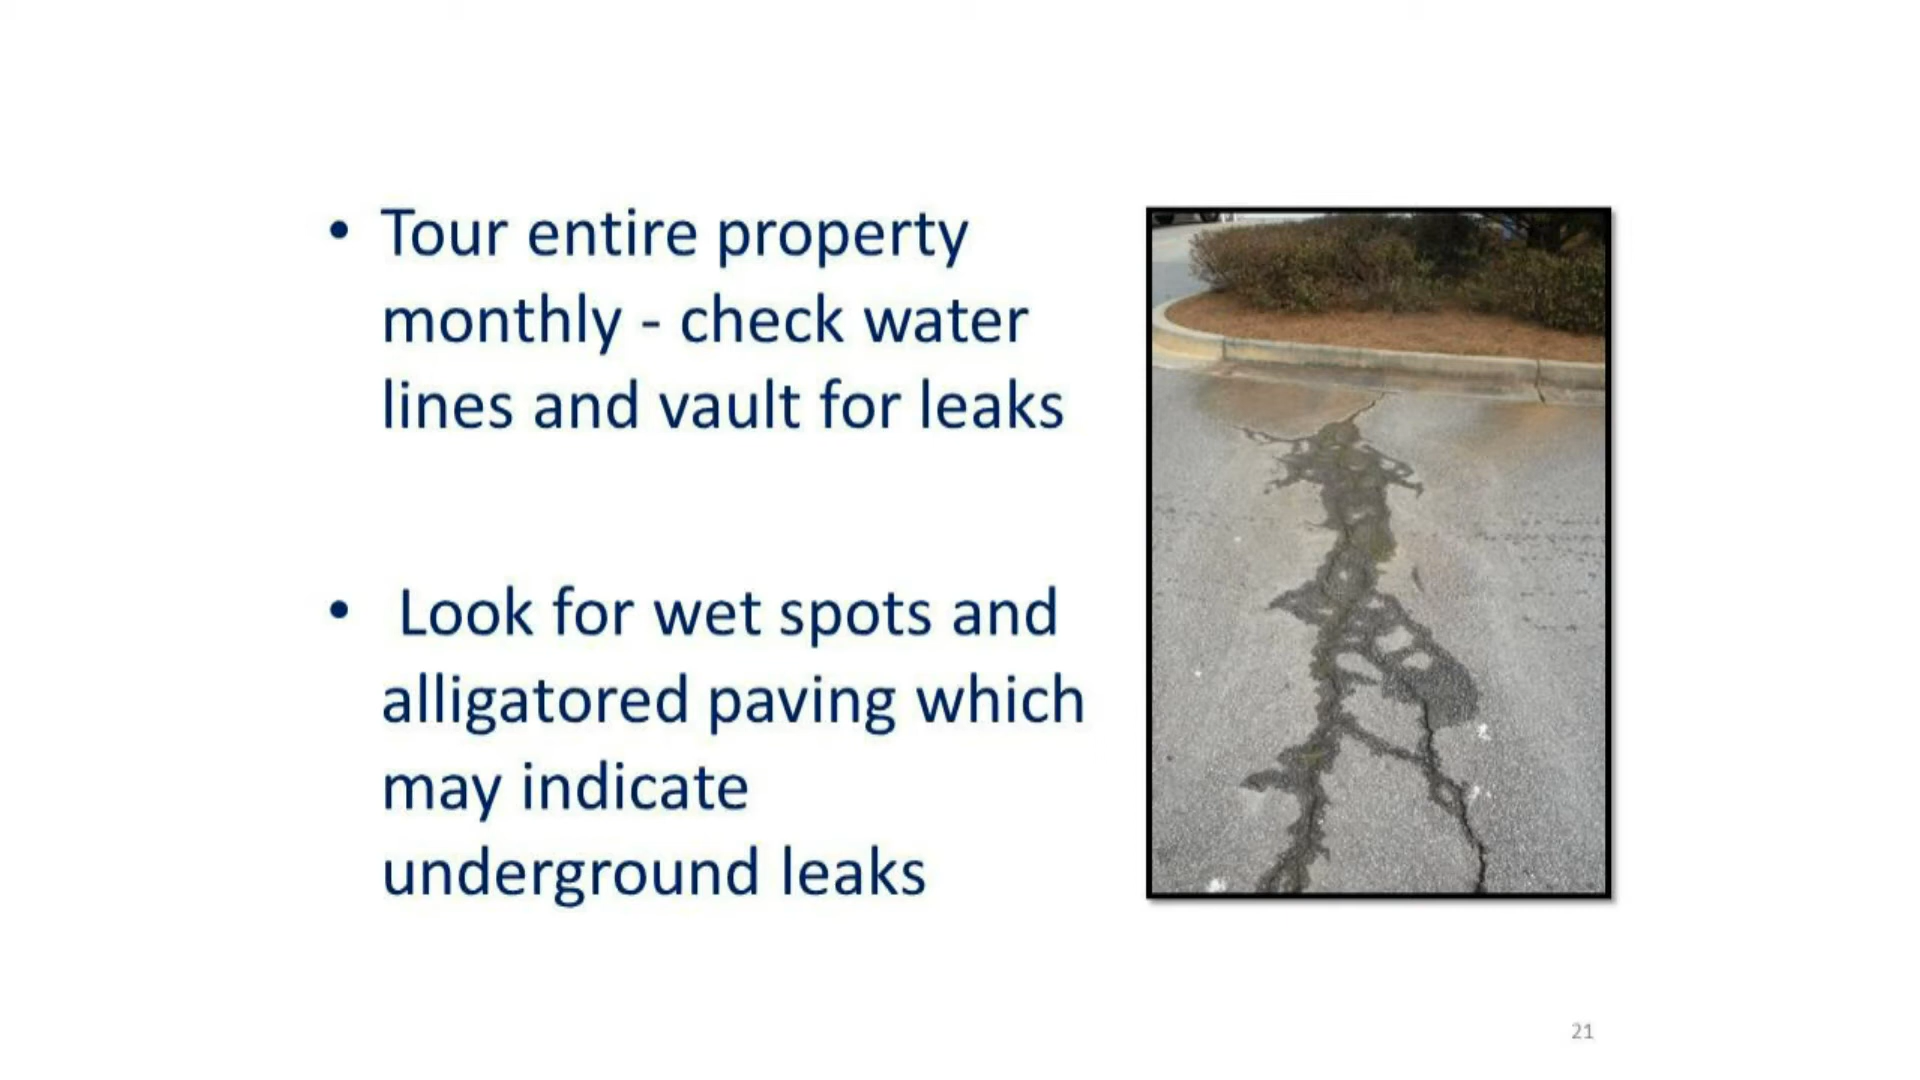 • Tour entire property
monthly - check water
lines and vault for leaks
• Look for wet spots and
alligatored paving which
may indicate
underground leaks
21